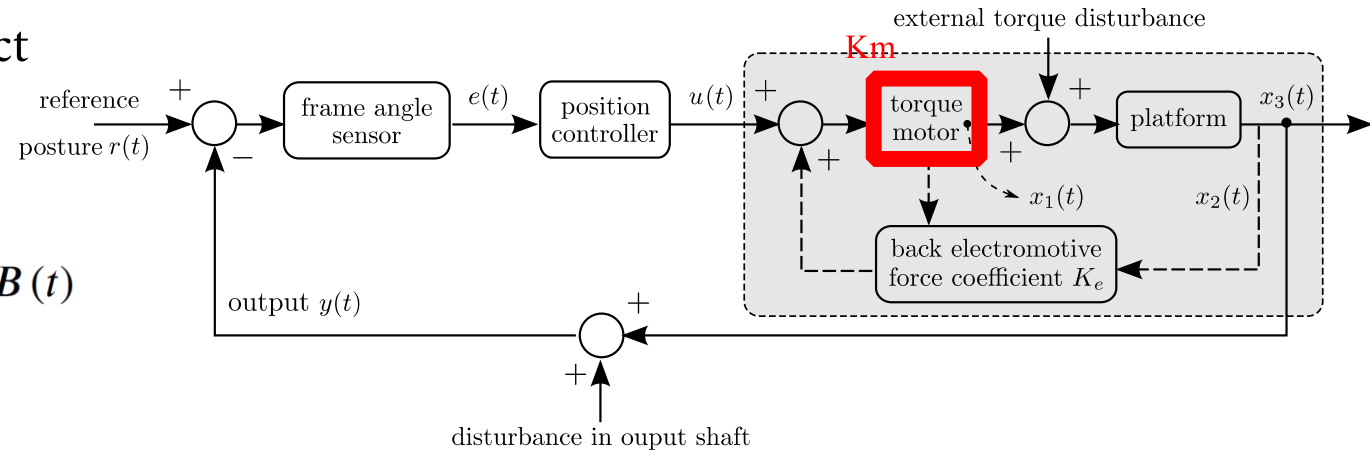 external torque disturbance
ct
Km
reference
posture r(t)
+
−
frame angle
sensor
e(t)
position
controller
u(t)
+
+
torque
motor
+
+
platform
x₃(t)
x₁(t)
x₂(t)
back electromotive
force coefficient Kₑ
B (t)
output y(t)
+
+
disturbance in ouput shaft